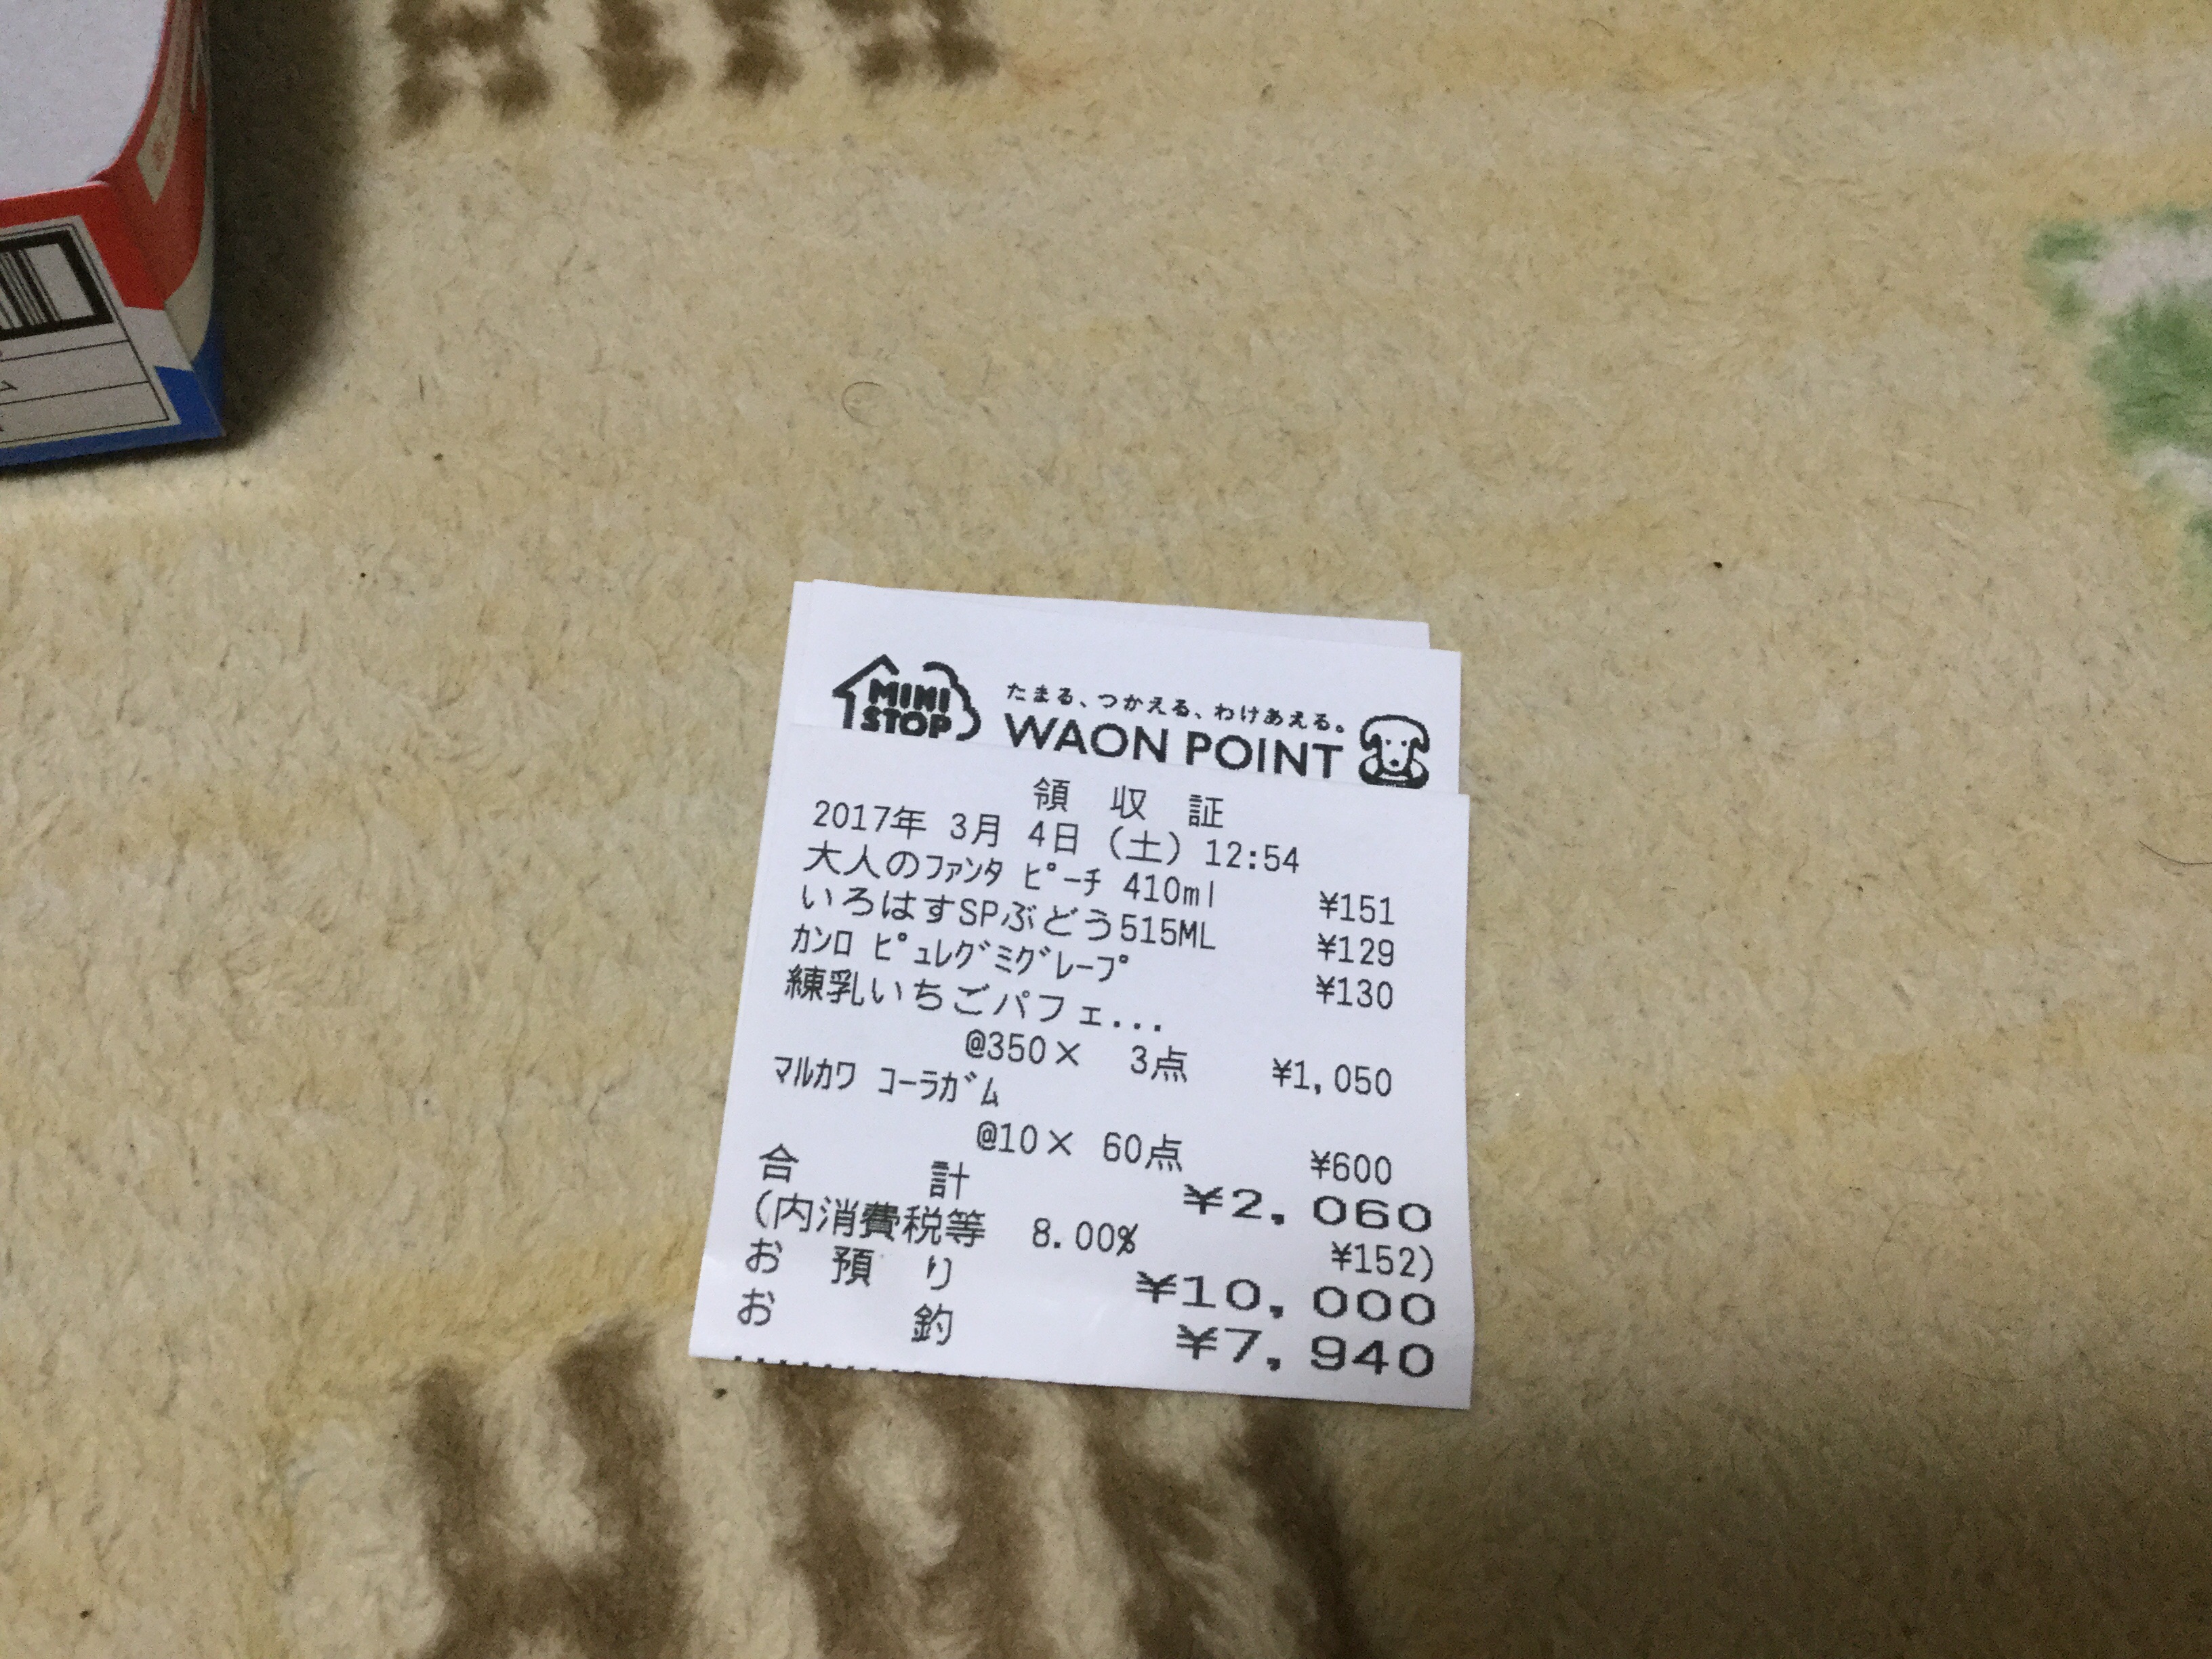 MINI
STOP
たまる、つかえる、わけあえる。
WAON POINT
領 収 証
2017年 3月 4日 (土) 12:54
大人のファンタ ピーチ 410ml ¥151
いろはすSPぶどう515ML ¥129
カンロ ピュレグミグレープ ¥130
練乳いちごパフェ...
@350× 3点 ¥1,050
マルカワ コーラガム
@10× 60点 ¥600
合 計 ¥2,060
(内消費税等 8.00% ¥152)
お 預 り ¥10,000
お 釣 ¥7,940